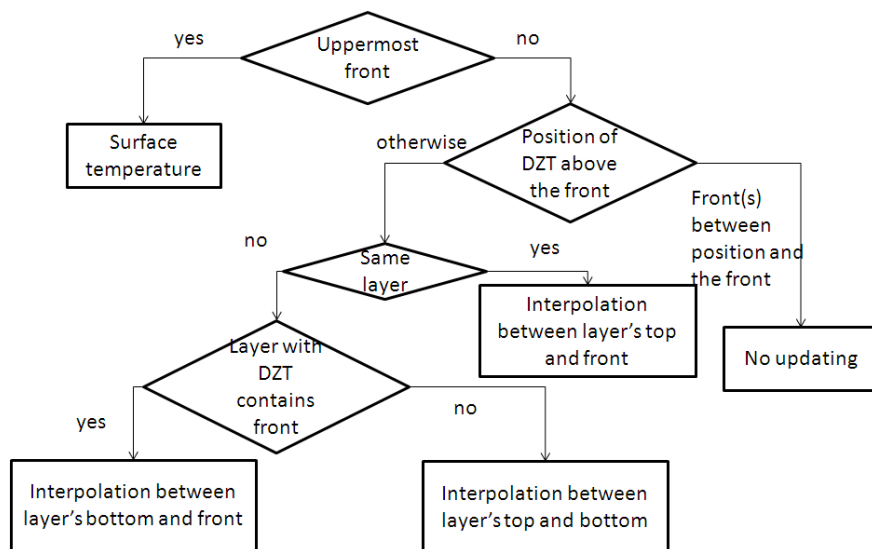 yes
Uppermost
front
no
Surface
temperature
otherwise
Position of
DZT above
the front
Front(s)
between
position and
the front
no
Same
layer
yes
Interpolation
between layer's top
and front
No updating
Layer with
DZT
contains
front
yes
no
Interpolation between
layer's bottom and front
Interpolation between
layer's top and bottom